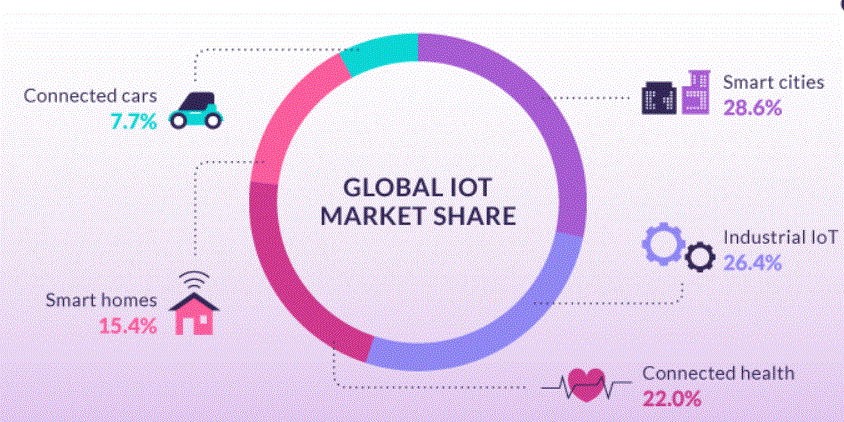 GLOBAL IOT
MARKET SHARE
Smart cities
28.6%
Industrial IoT
26.4%
Connected health
22.0%
Smart homes
15.4%
Connected cars
7.7%